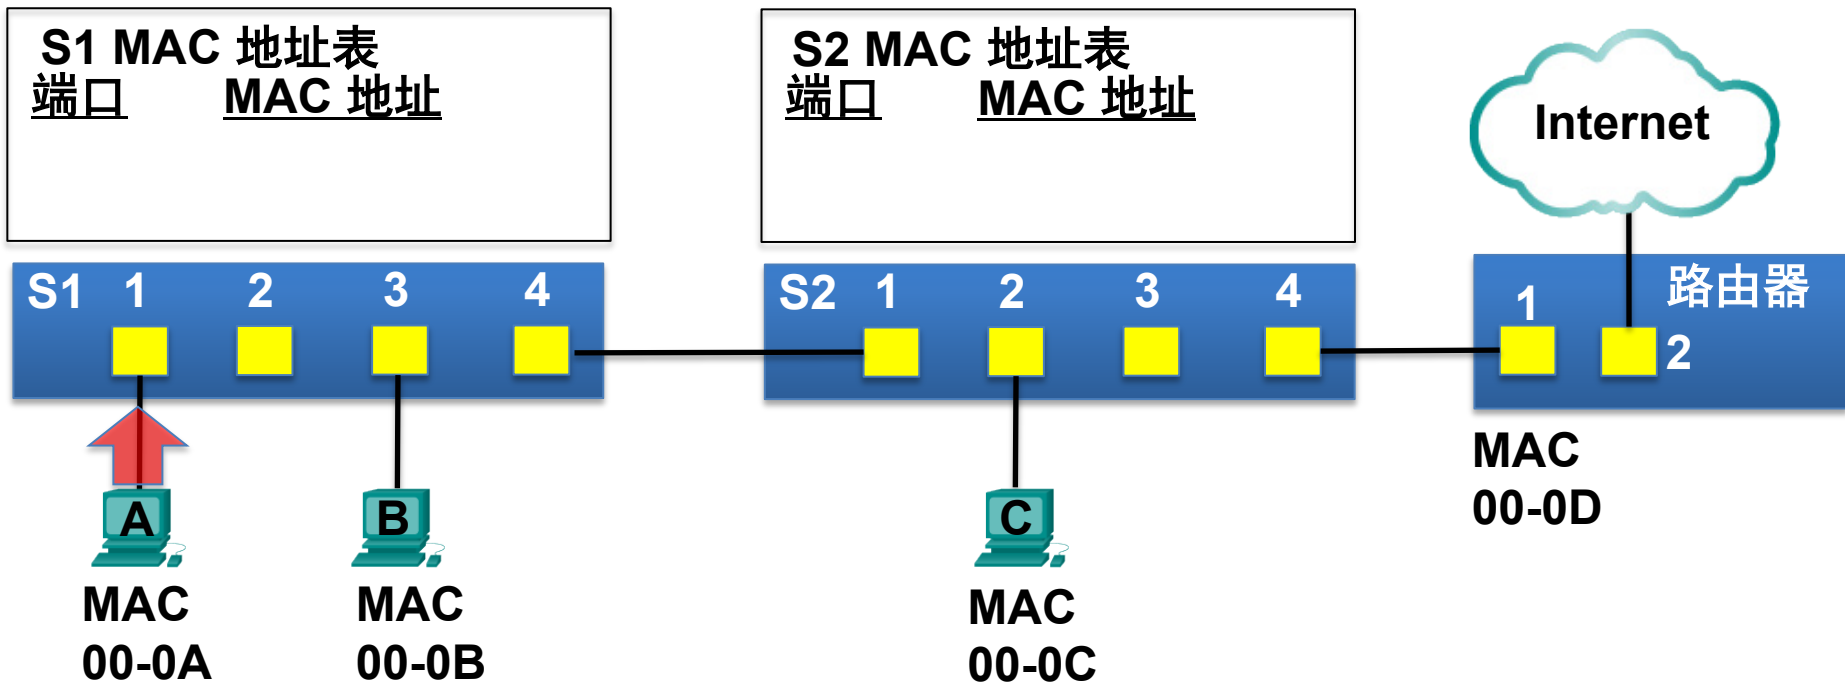 S1 MAC 地址表
端口 MAC 地址
S2 MAC 地址表
端口 MAC 地址
Internet
S1 1 2 3 4
S2 1 2 3 4
1 路由器
2
A
B
C
MAC
00-0A
MAC
00-0B
MAC
00-0C
MAC
00-0D